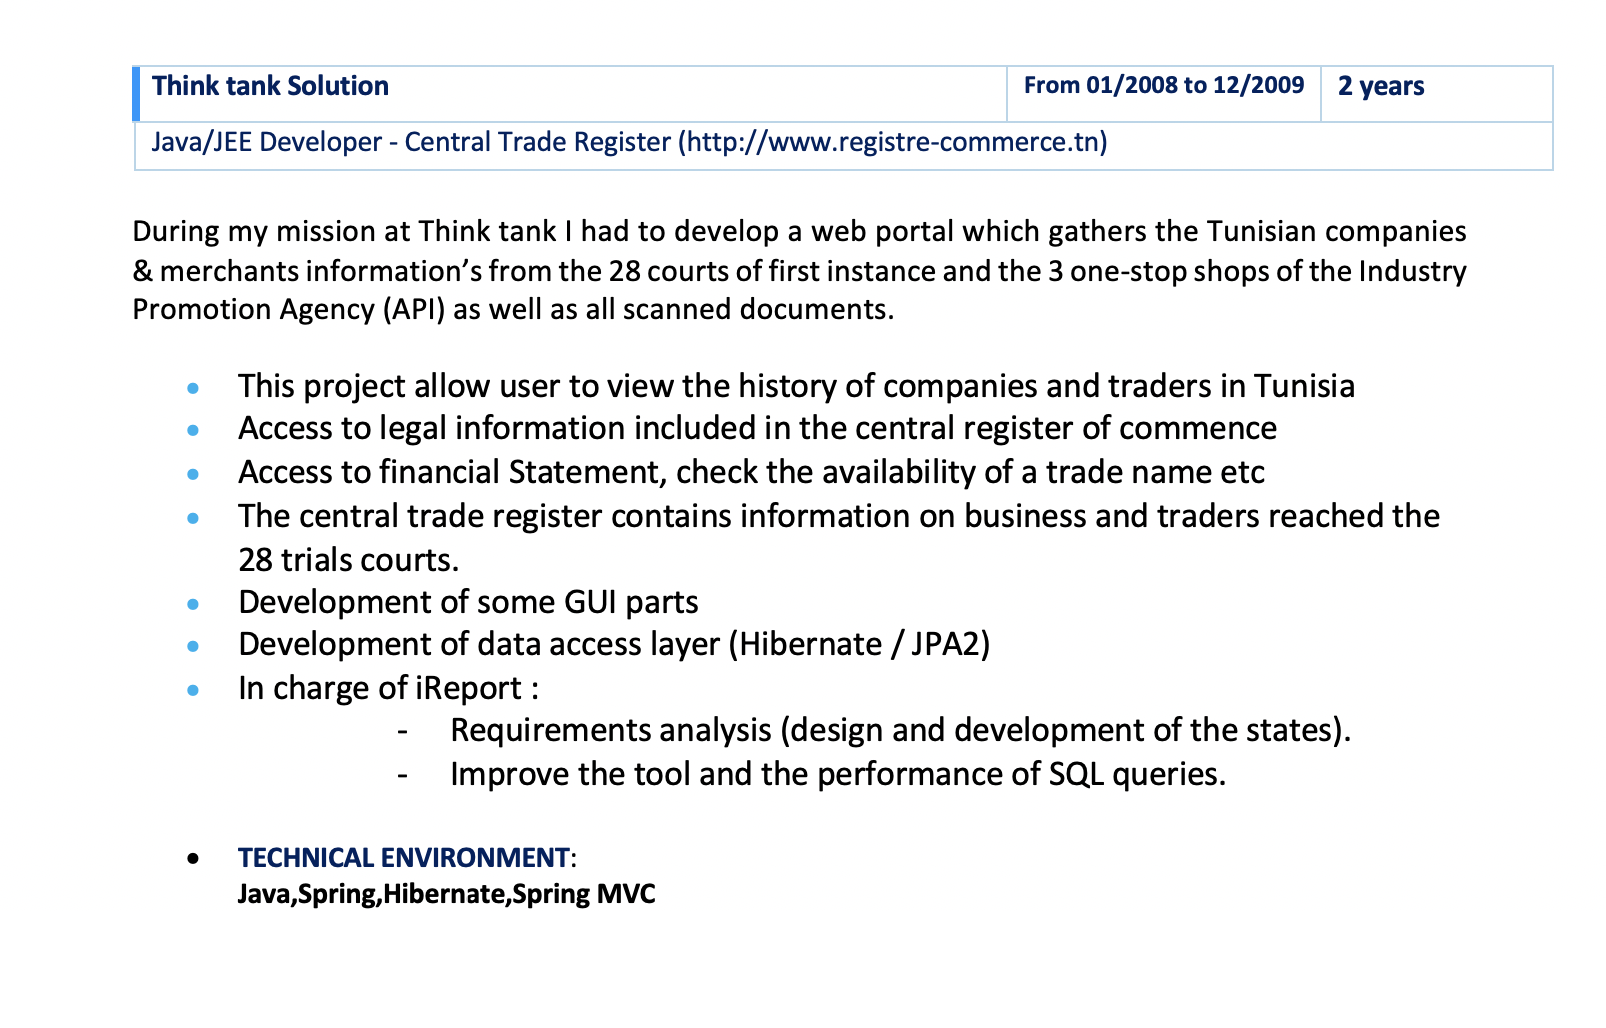 Think tank Solution From 01/2008 to 12/2009 2 years
Java/JEE Developer - Central Trade Register (http://www.registre-commerce.tn)
During my mission at Think tank I had to develop a web portal which gathers the Tunisian companies
& merchants information’s from the 28 courts of first instance and the 3 one-stop shops of the Industry
Promotion Agency (API) as well as all scanned documents.
• This project allow user to view the history of companies and traders in Tunisia
• Access to legal information included in the central register of commence
• Access to financial Statement, check the availability of a trade name etc
• The central trade register contains information on business and traders reached the
28 trials courts.
• Development of some GUI parts
• Development of data access layer (Hibernate / JPA2)
• In charge of iReport :
- Requirements analysis (design and development of the states).
- Improve the tool and the performance of SQL queries.
• TECHNICAL ENVIRONMENT:
Java,Spring,Hibernate,Spring MVC